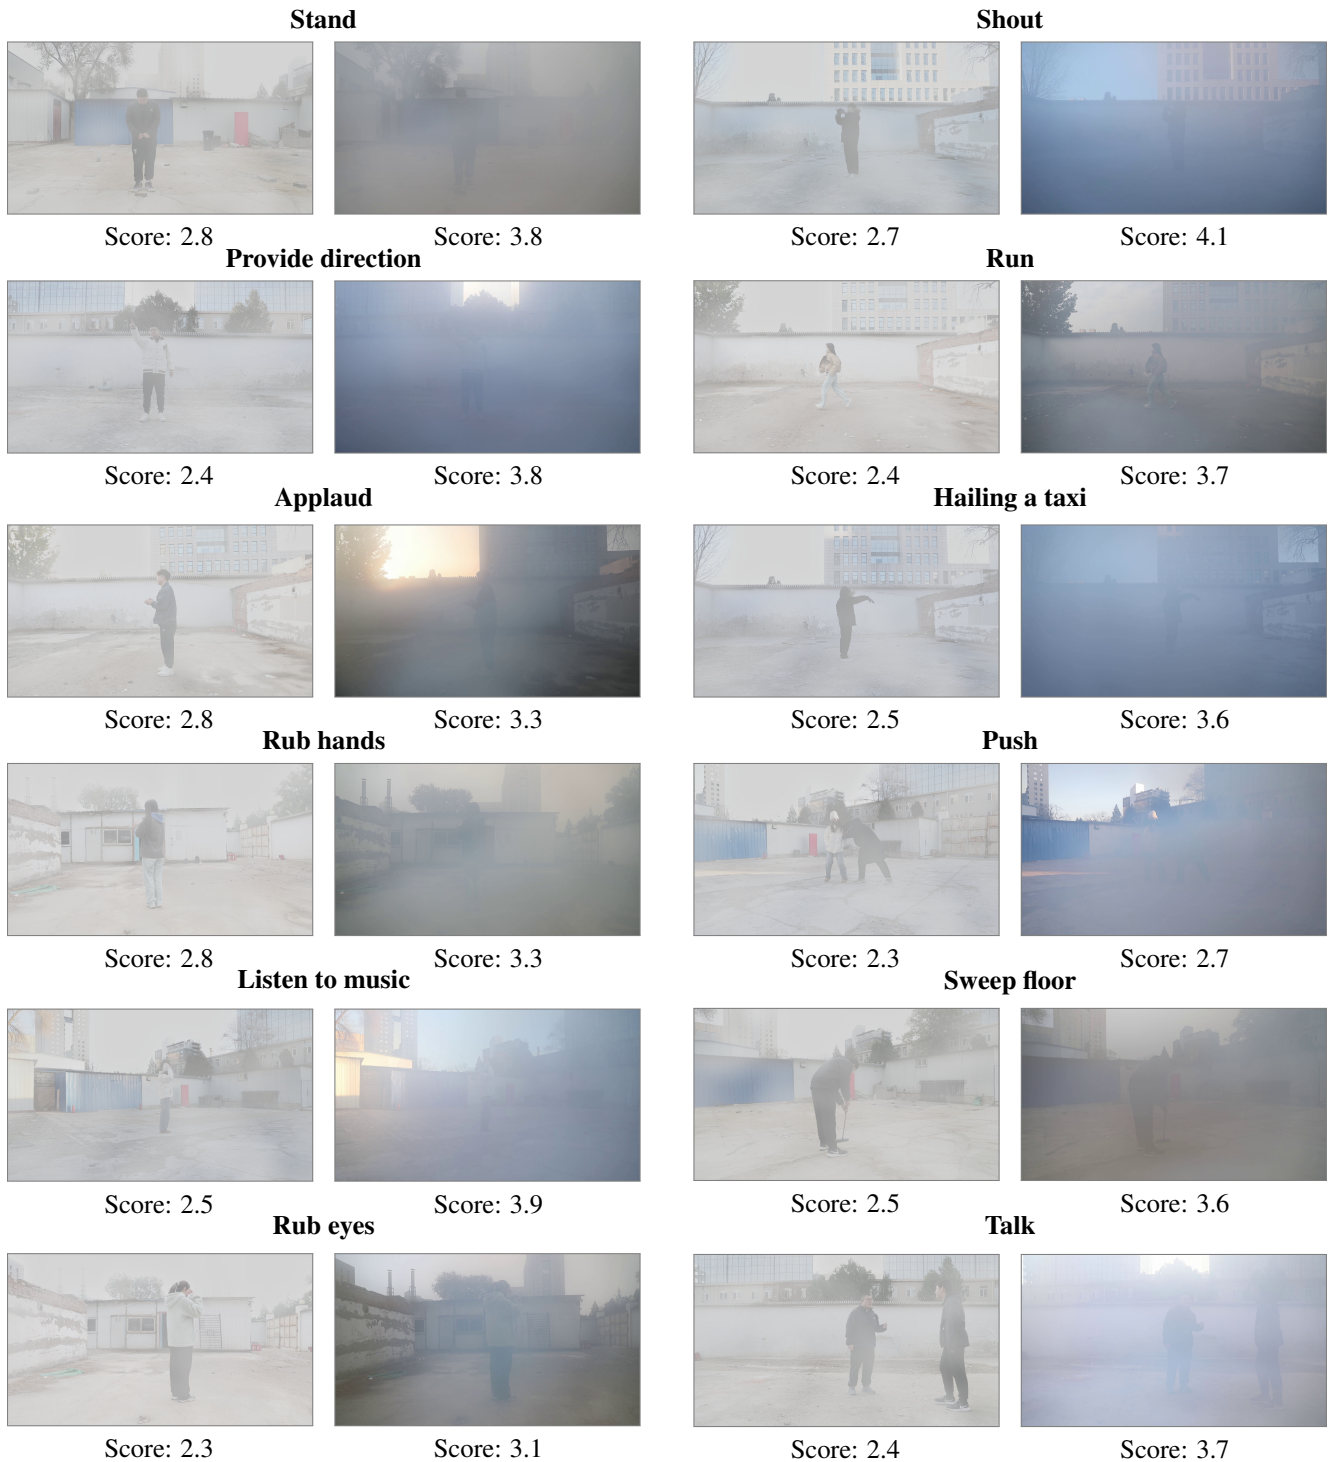 Stand
Shout
Score: 2.8
Score: 3.8
Score: 2.7
Score: 4.1
Provide direction
Run
Score: 2.4
Score: 3.8
Score: 2.4
Score: 3.7
Applaud
Hailing a taxi
Score: 2.8
Score: 3.3
Score: 2.5
Score: 3.6
Rub hands
Push
Score: 2.8
Score: 3.3
Score: 2.3
Score: 2.7
Listen to music
Sweep floor
Score: 2.5
Score: 3.9
Score: 2.5
Score: 3.6
Rub eyes
Talk
Score: 2.3
Score: 3.1
Score: 2.4
Score: 3.7